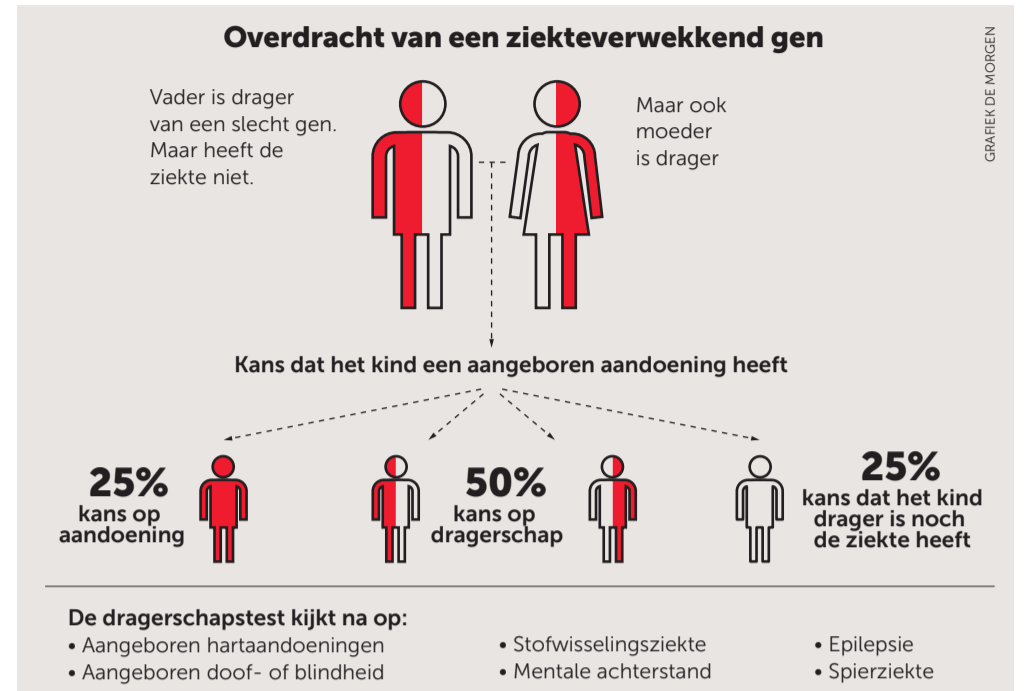 Overdracht van een ziekteverwekkend gen
GRAFIEK DE MORGEN
Vader is drager
van een slecht gen.
Maar heeft de
ziekte niet.
Maar ook
moeder
is drager
Kans dat het kind een aangeboren aandoening heeft
25%
kans op
aandoening
50%
kans op
dragerschap
25%
kans dat het kind
drager is noch
de ziekte heeft
De dragerschapstest kijkt na op:
• Aangeboren hartaandoeningen
• Aangeboren doof- of blindheid
• Stofwisselingsziekte
• Mentale achterstand
• Epilepsie
• Spierziekte